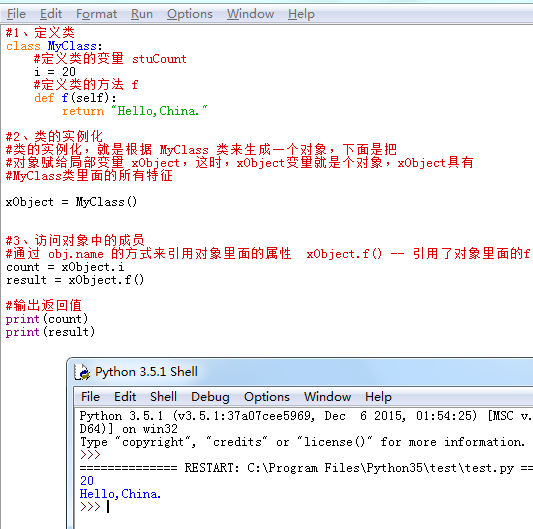 File Edit Format Run Options Window Help
#1、定义类
class MyClass:
    #定义类的变量 stuCount
    i = 20
    #定义类的方法 f
    def f(self):
        return "Hello,China."
#2、类的实例化
#类的实例化，就是根据 MyClass 类来生成一个对象，下面是把
#对象赋给局部变量 xObject，这时，xObject变量就是个对象，xObject具有
#MyClass类里面的所有特征
xObject = MyClass()
#3、访问对象中的成员
#通过 obj.name 的方式来引用对象里面的属性  xObject.f() -- 引用了对象里面的f
count = xObject.i
result = xObject.f()
#输出返回值
print(count)
print(result)
Python 3.5.1 Shell
File Edit Shell Debug Options Window Help
Python 3.5.1 (v3.5.1:37a07cee5969, Dec  6 2015, 01:54:25) [MSC v.
D64)] on win32
Type "copyright", "credits" or "license()" for more information.
>>>
============== RESTART: C:\Program Files\Python35\test\test.py ==
20
Hello,China.
>>>